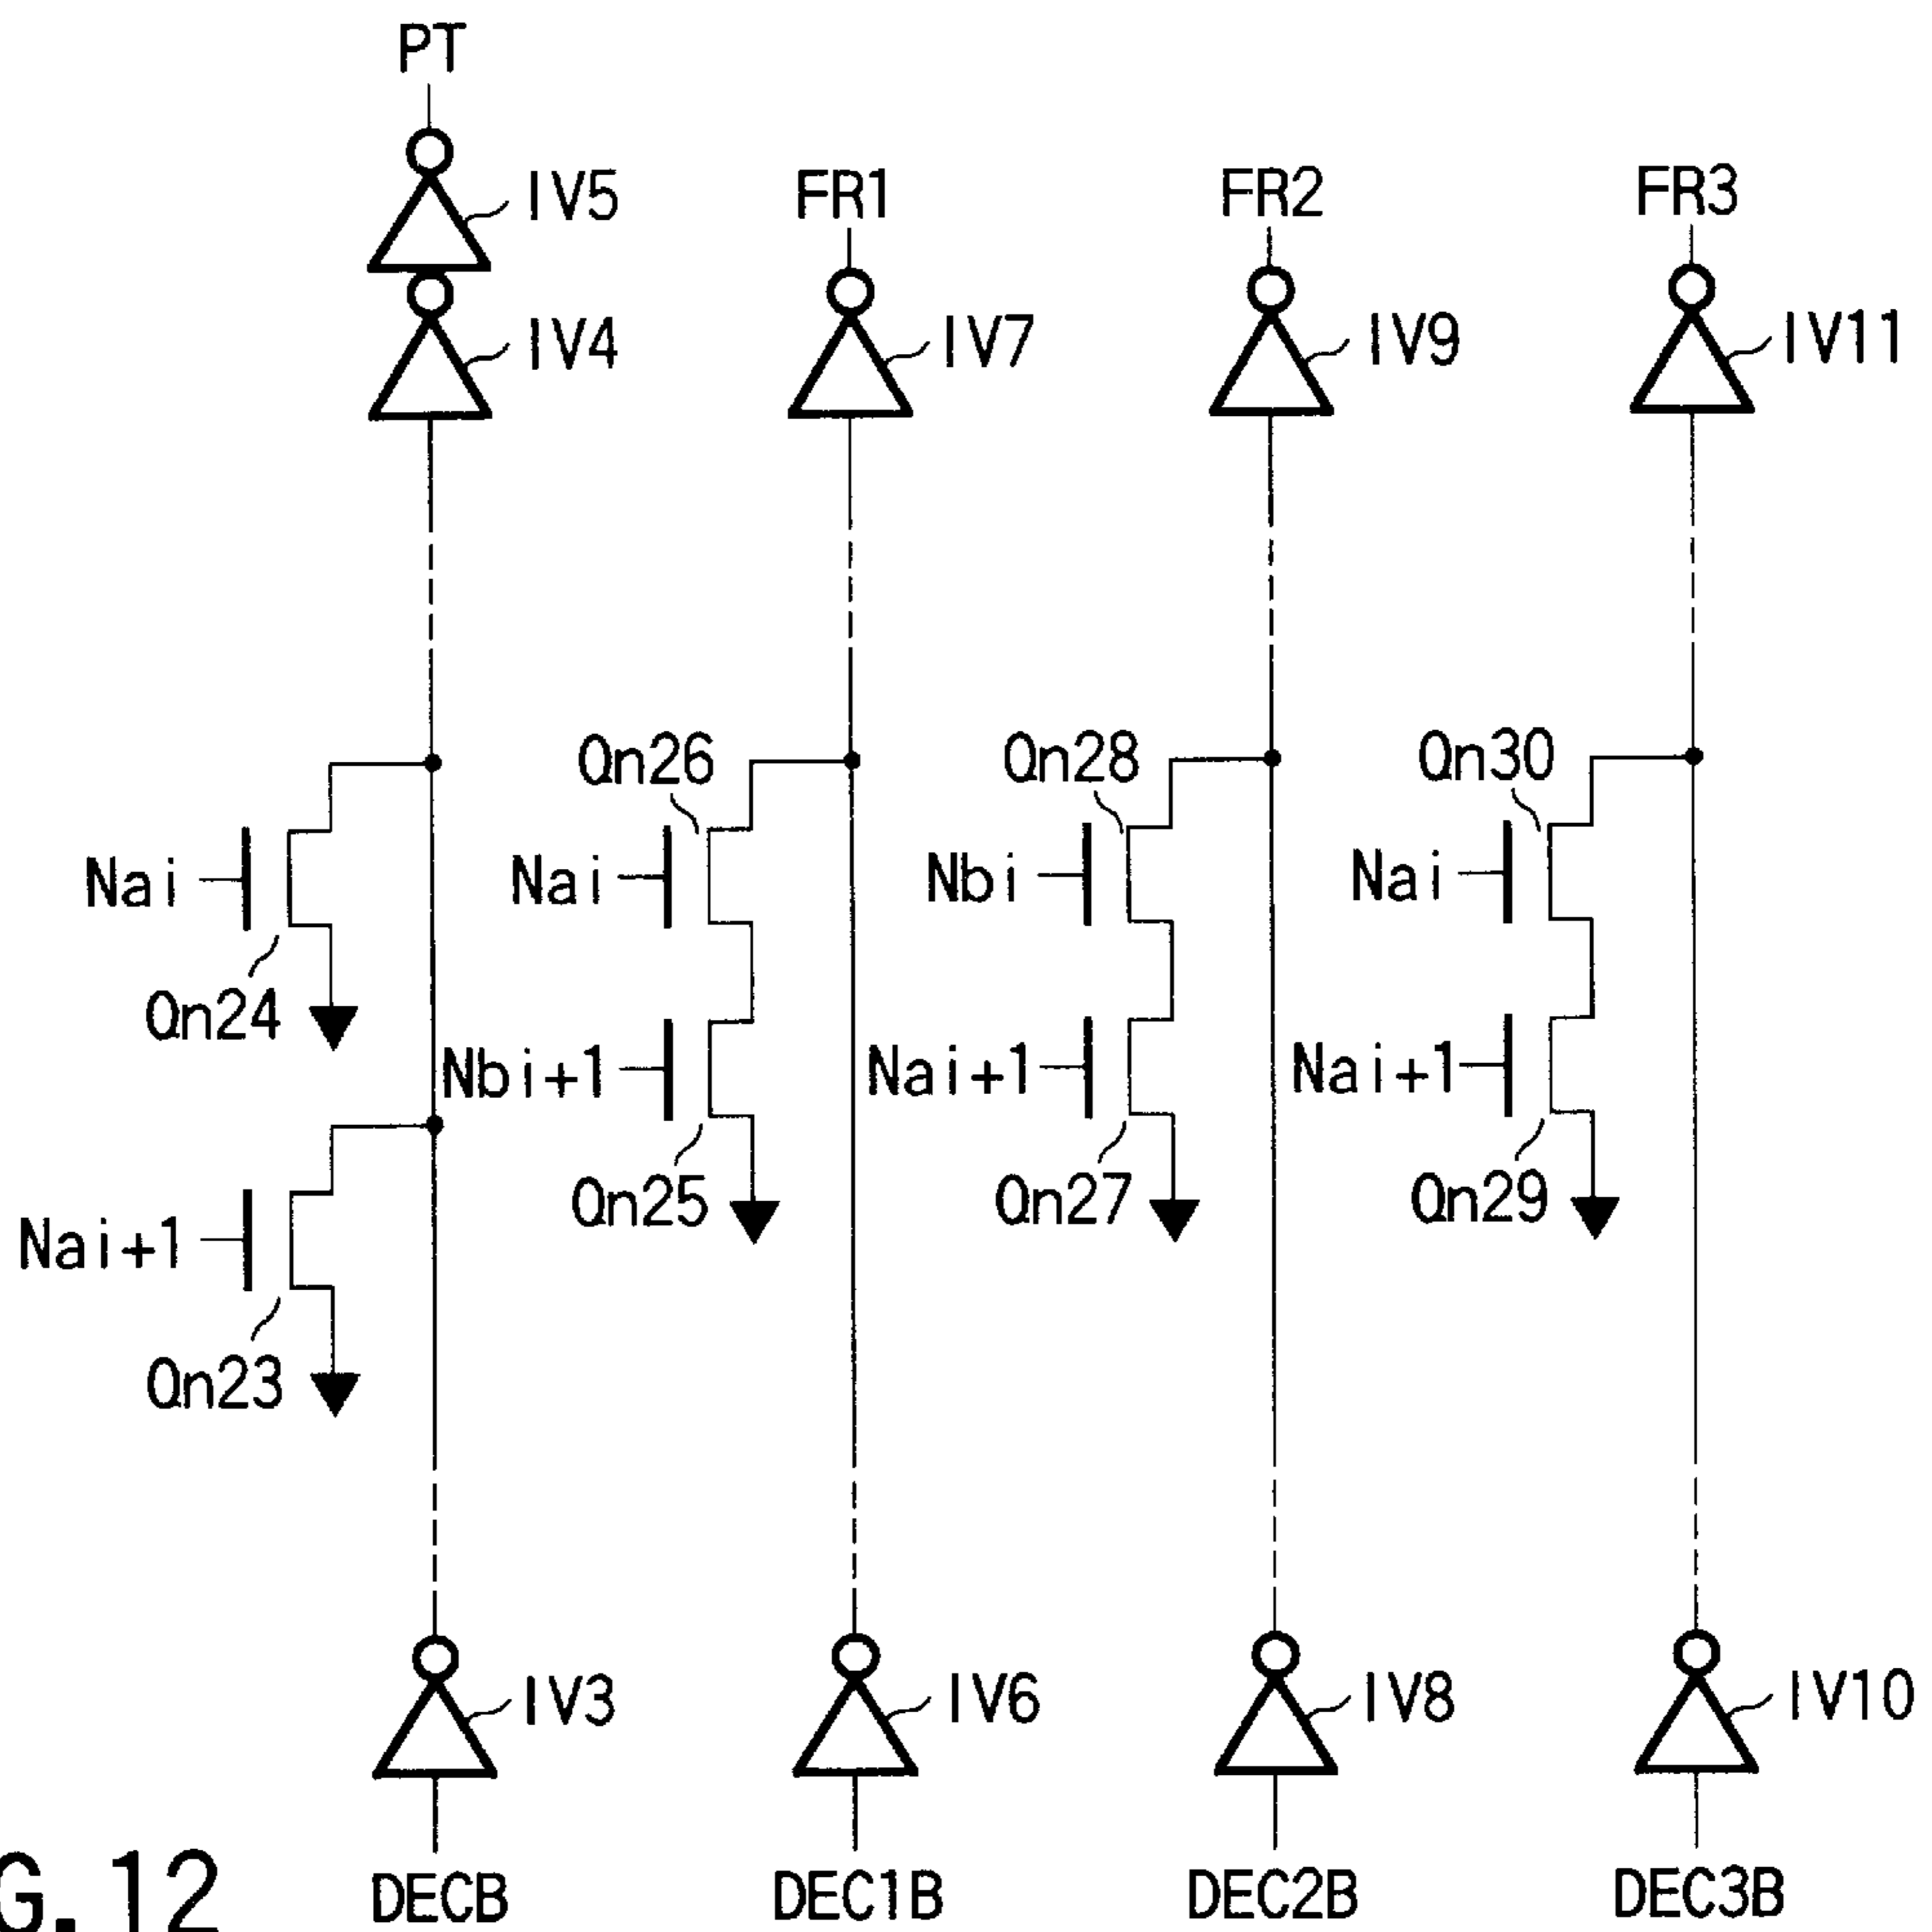 PT
IV5
FR1
FR2
FR3
IV4
IV7
IV9
IV11
Qn26
Qn28
Qn30
Nai
Nai
Nbi
Nai
Qn24
Nbi+1
Nai+1
Nai+1
Qn25
Qn27
Qn29
Nai+1
Qn23
IV3
IV6
IV8
IV10
DECB
DEC1B
DEC2B
DEC3B
G.12